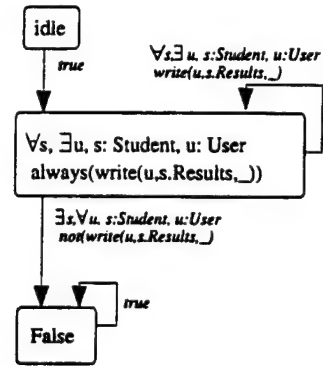 idle
true
∀s,∃ u, s:Student, u:User
write(u,s.Results,_)
∀s, ∃u, s: Student, u: User
always(write(u,s.Results,_))
∃s,∀u, s:Student, u:User
not(write(u,s.Results,_)
true
False